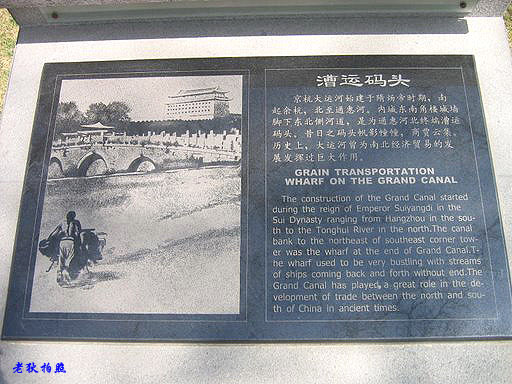 漕运码头
京杭大运河始建于隋炀帝时期，南
起余杭，北至通惠河。内城东南角楼城墙
脚下东北侧河道，是为通惠河北终端漕运
码头，昔日之码头帆影憧憧，商贾云集。
历史上，大运河曾为南北经济贸易的发
展发挥过巨大作用。
GRAIN TRANSPORTATION
WHARF ON THE GRAND CANAL
The construction of the Grand Canal started
during the reign of Emperor Suiyangdi in the
Sui Dynasty ranging from Hangzhou in the sou-
th to the Tonghui River in the north.The canal
bank to the northeast of southeast corner tow-
er was the wharf at the end of Grand Canal.T-
he wharf used to be very bustling with streams
of ships coming back and forth without end.The
Grand Canal has played a great role in the de-
velopment of trade between the north and sou-
th of China in ancient times.
老狄拍照